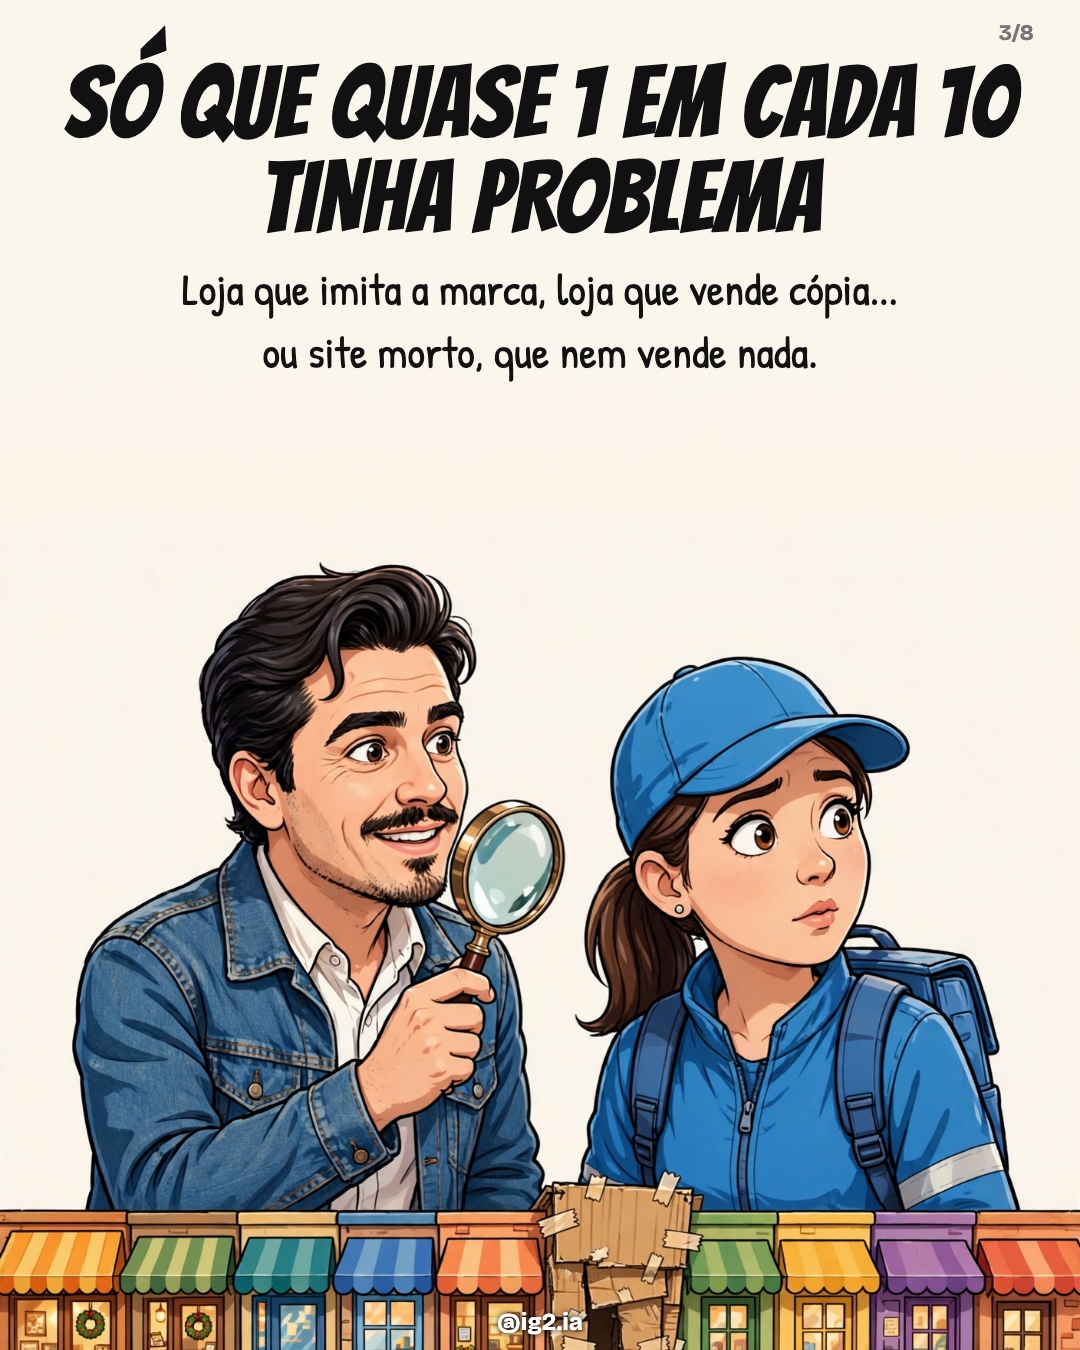 3/8
SÓ QUE QUASE 1 EM CADA 10
TINHA PROBLEMA
Loja que imita a marca, loja que vende cópia...
ou site morto, que nem vende nada.
@ig2.ia